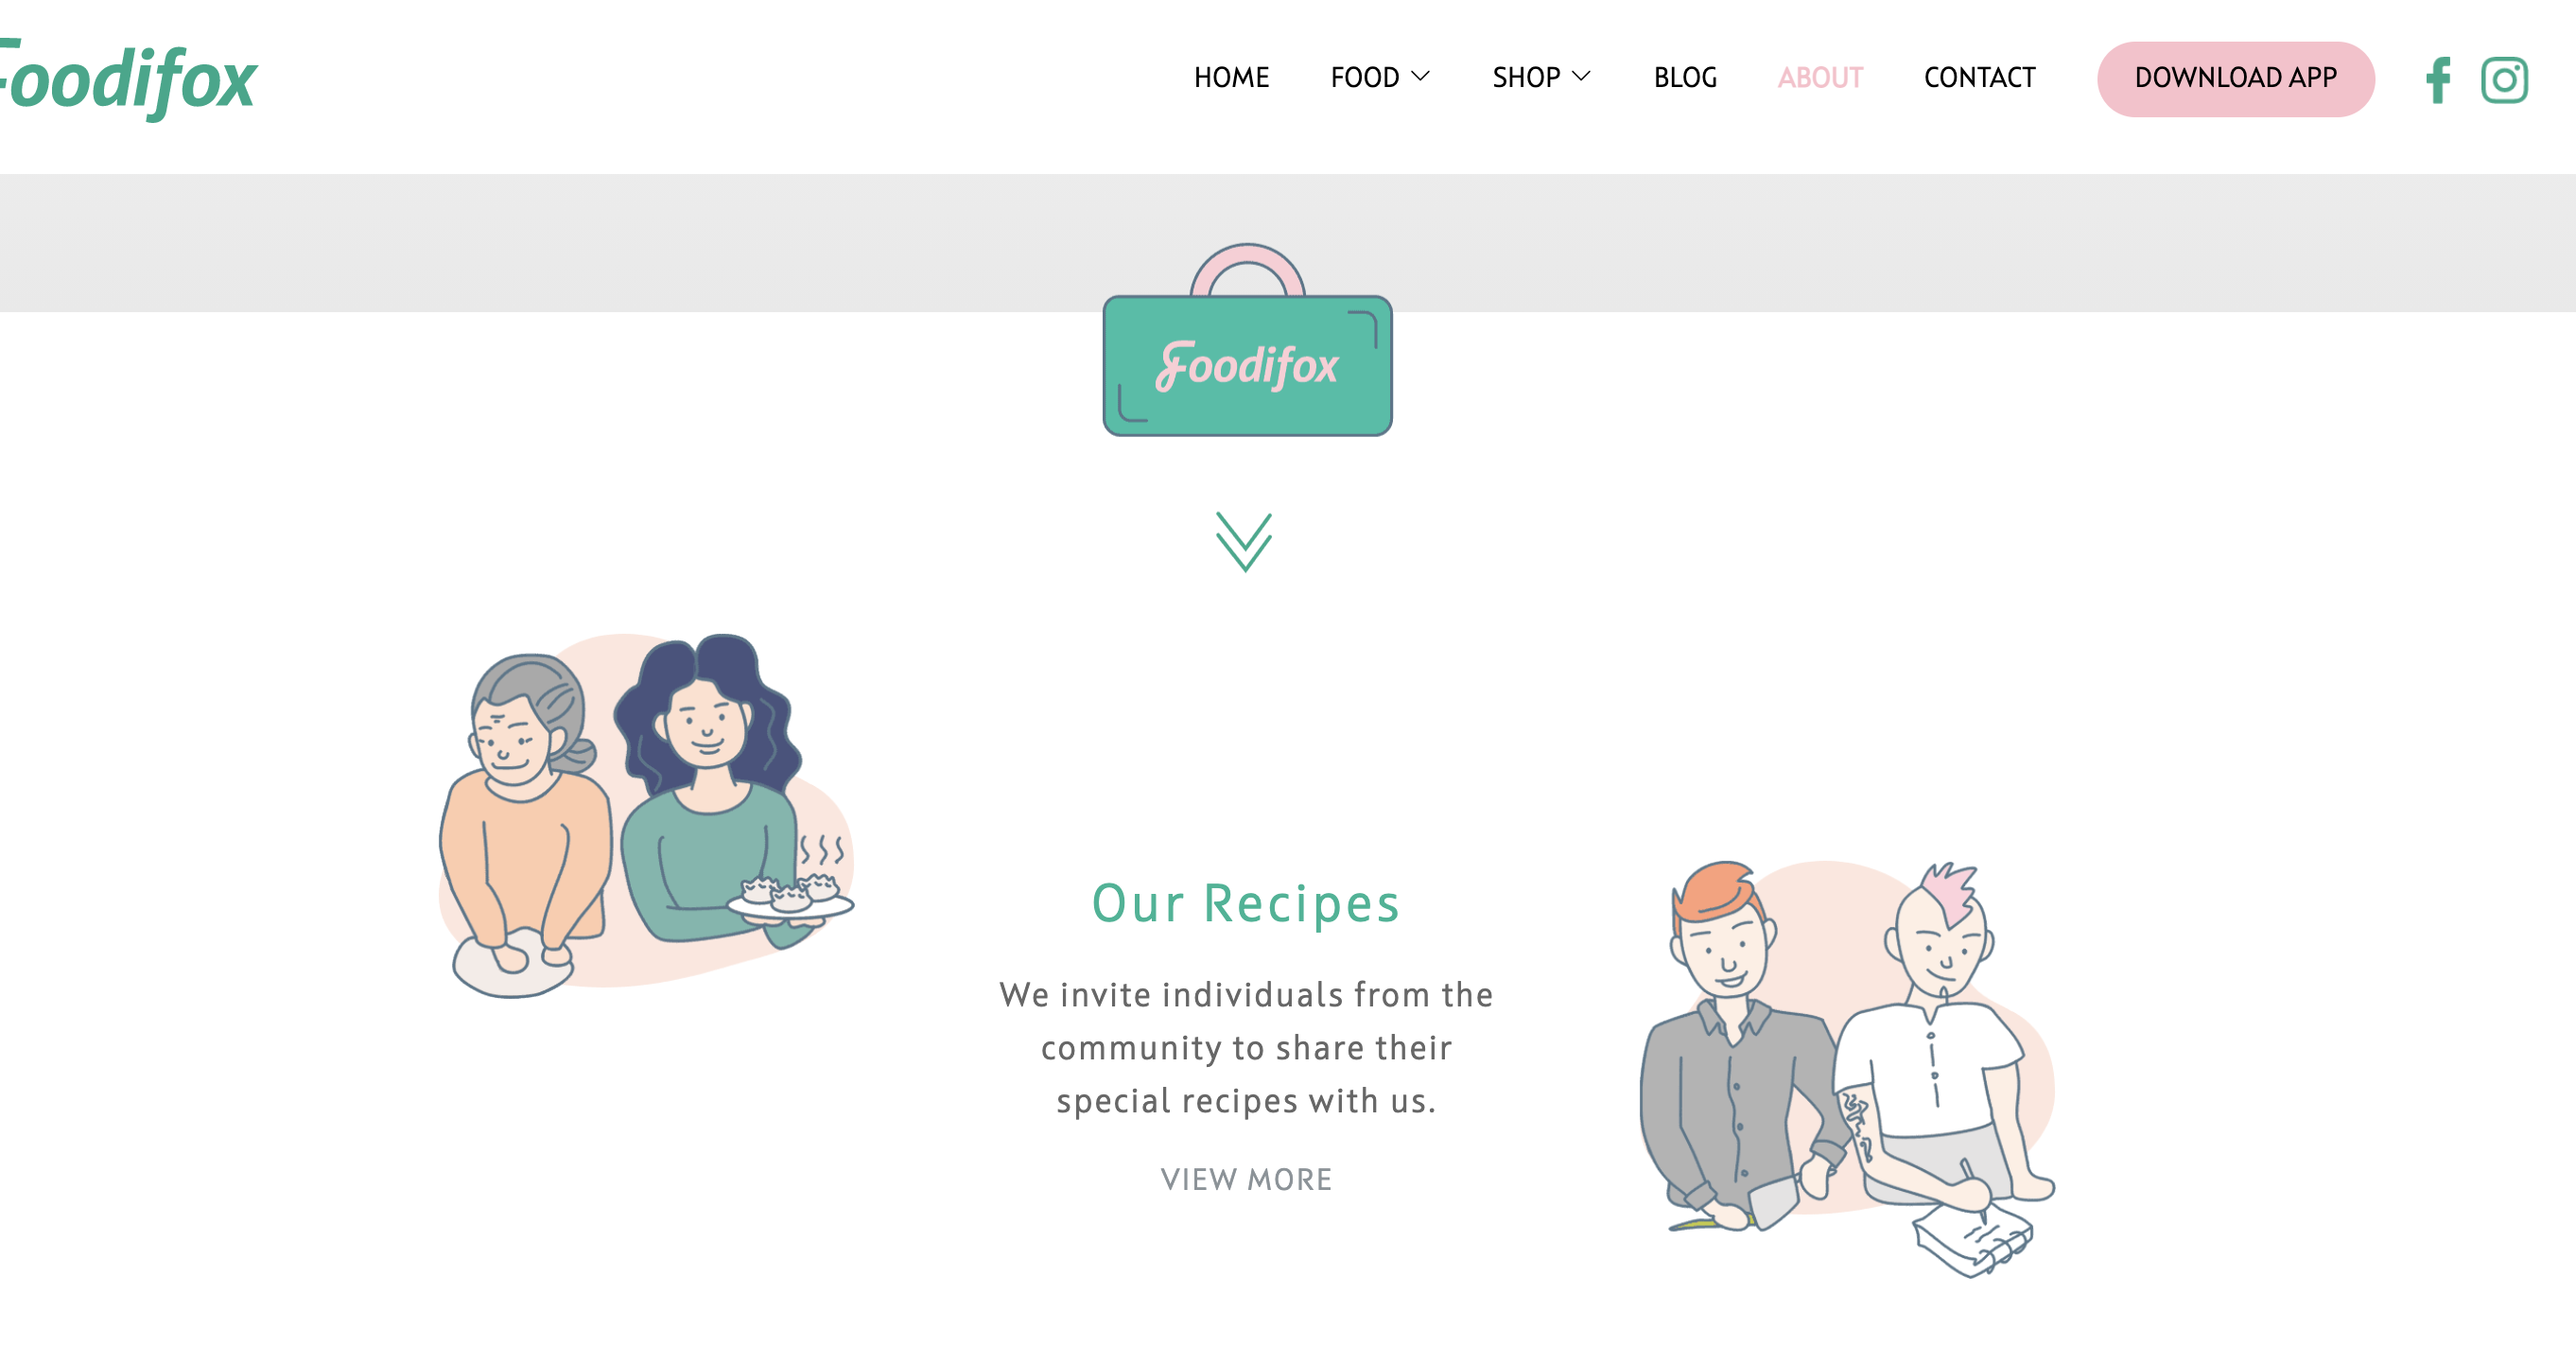 Foodifox
HOME FOOD SHOP BLOG ABOUT CONTACT DOWNLOAD APP
Foodifox
Our Recipes
We invite individuals from the
community to share their
special recipes with us.
VIEW MORE